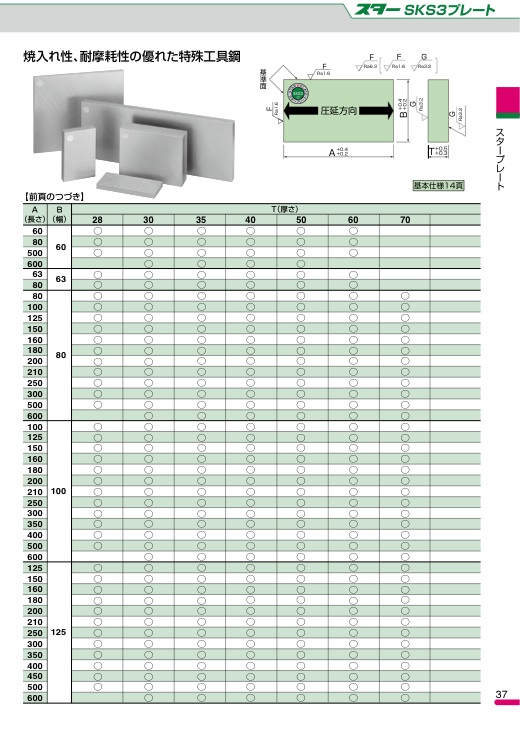 スター SKS3プレート
焼入れ性、耐摩耗性の優れた特殊工具鋼
基準面
F
Ra1.6
F
Ra6.3
F
Ra1.6
G
Ra3.2
F
Ra1.6
圧延方向
B +0.4 +0.2
G
Ra3.2
G
Ra3.2
A +0.4 +0.2
T +0.5 +0.3
スタープレート
基本仕様14頁
【前頁のつづき】
A (長さ) B (幅) T(厚さ)
28 30 35 40 50 60 70
60 60 ○ ○ ○ ○ ○ ○
80 ○ ○ ○ ○ ○ ○
500 ○ ○ ○ ○ ○ ○
600 ○ ○ ○ ○
63 63 ○ ○ ○ ○ ○ ○
80 ○ ○ ○ ○ ○ ○
80 80 ○ ○ ○ ○ ○ ○ ○
100 ○ ○ ○ ○ ○ ○ ○
125 ○ ○ ○ ○ ○ ○ ○
150 ○ ○ ○ ○ ○ ○ ○
160 ○ ○ ○ ○ ○ ○ ○
180 ○ ○ ○ ○ ○ ○ ○
200 ○ ○ ○ ○ ○ ○ ○
210 ○ ○ ○ ○ ○ ○ ○
250 ○ ○ ○ ○ ○ ○ ○
300 ○ ○ ○ ○ ○ ○ ○
500 ○ ○ ○ ○ ○ ○ ○
600 ○ ○ ○ ○ ○ ○
100 100 ○ ○ ○ ○ ○ ○ ○
125 ○ ○ ○ ○ ○ ○ ○
150 ○ ○ ○ ○ ○ ○ ○
160 ○ ○ ○ ○ ○ ○ ○
180 ○ ○ ○ ○ ○ ○ ○
200 ○ ○ ○ ○ ○ ○ ○
210 ○ ○ ○ ○ ○ ○ ○
250 ○ ○ ○ ○ ○ ○ ○
300 ○ ○ ○ ○ ○ ○ ○
350 ○ ○ ○ ○ ○ ○ ○
400 ○ ○ ○ ○ ○ ○ ○
500 ○ ○ ○ ○ ○ ○ ○
600 ○ ○ ○ ○ ○ ○
125 125 ○ ○ ○ ○ ○ ○ ○
150 ○ ○ ○ ○ ○ ○ ○
160 ○ ○ ○ ○ ○ ○ ○
180 ○ ○ ○ ○ ○ ○ ○
200 ○ ○ ○ ○ ○ ○ ○
210 ○ ○ ○ ○ ○ ○ ○
250 ○ ○ ○ ○ ○ ○ ○
300 ○ ○ ○ ○ ○ ○ ○
350 ○ ○ ○ ○ ○ ○ ○
400 ○ ○ ○ ○ ○ ○ ○
450 ○ ○ ○ ○ ○ ○ ○
500 ○ ○ ○ ○ ○ ○ ○
600 ○ ○ ○ ○ ○ ○
37